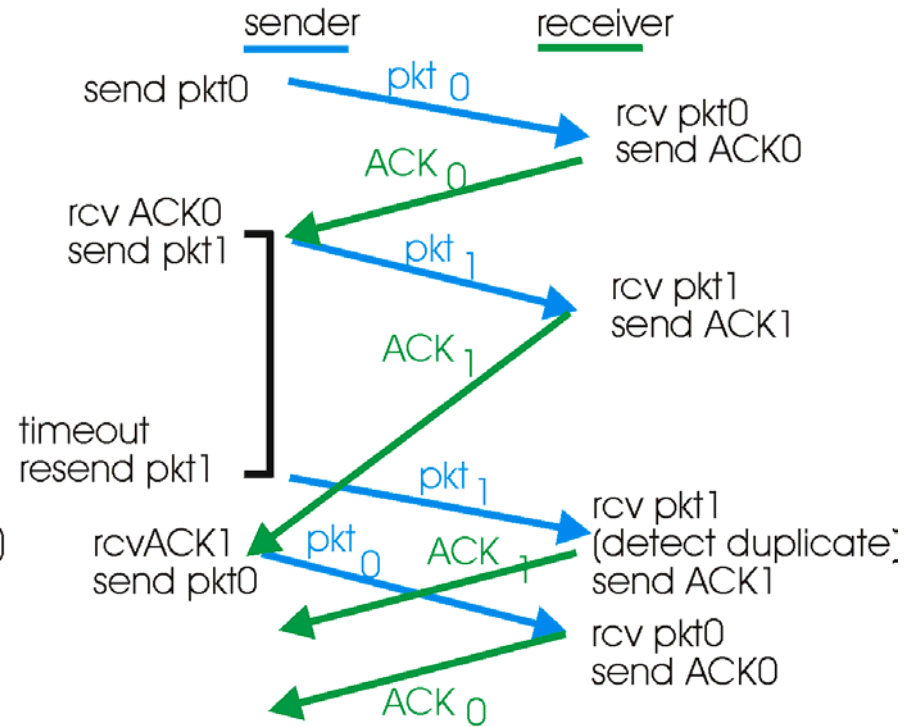 sender
receiver
send pkt0
pkt 0
rcv pkt0
send ACK0
ACK 0
rcv ACK0
send pkt1
pkt 1
rcv pkt1
send ACK1
ACK 1
timeout
resend pkt1
pkt 1
rcv pkt1
(detect duplicate)
send ACK1
)
rcvACK1
send pkt0
pkt 0
ACK 1
rcv pkt0
send ACK0
ACK 0